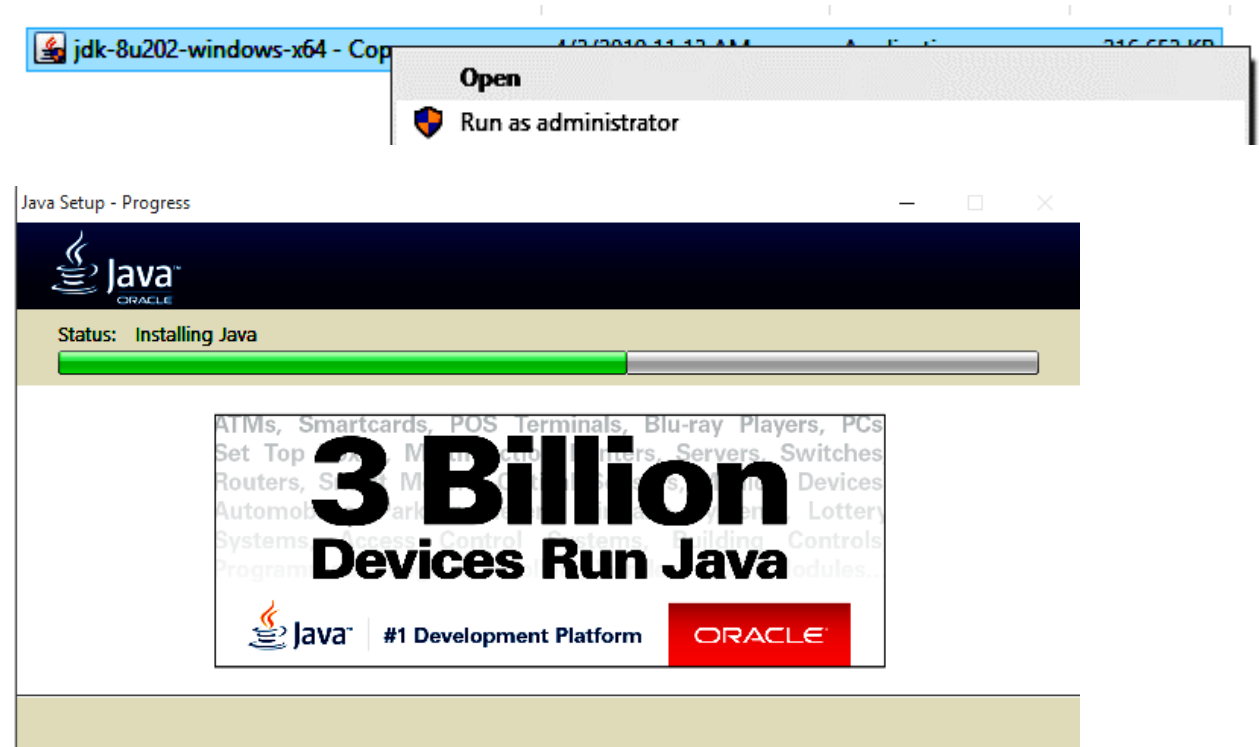 jdk-8u202-windows-x64 - Cop
Open
Run as administrator
Java Setup - Progress
Java
ORACLE
Status: Installing Java
ATMs, Smartcards, POS Terminals, Blu-ray Players, PCs
Set Top Servers, Switches
Routers, Devices
Lottery
Systems Access Control Systems, Building Controls
3 Billion
Devices Run Java
Java #1 Development Platform ORACLE